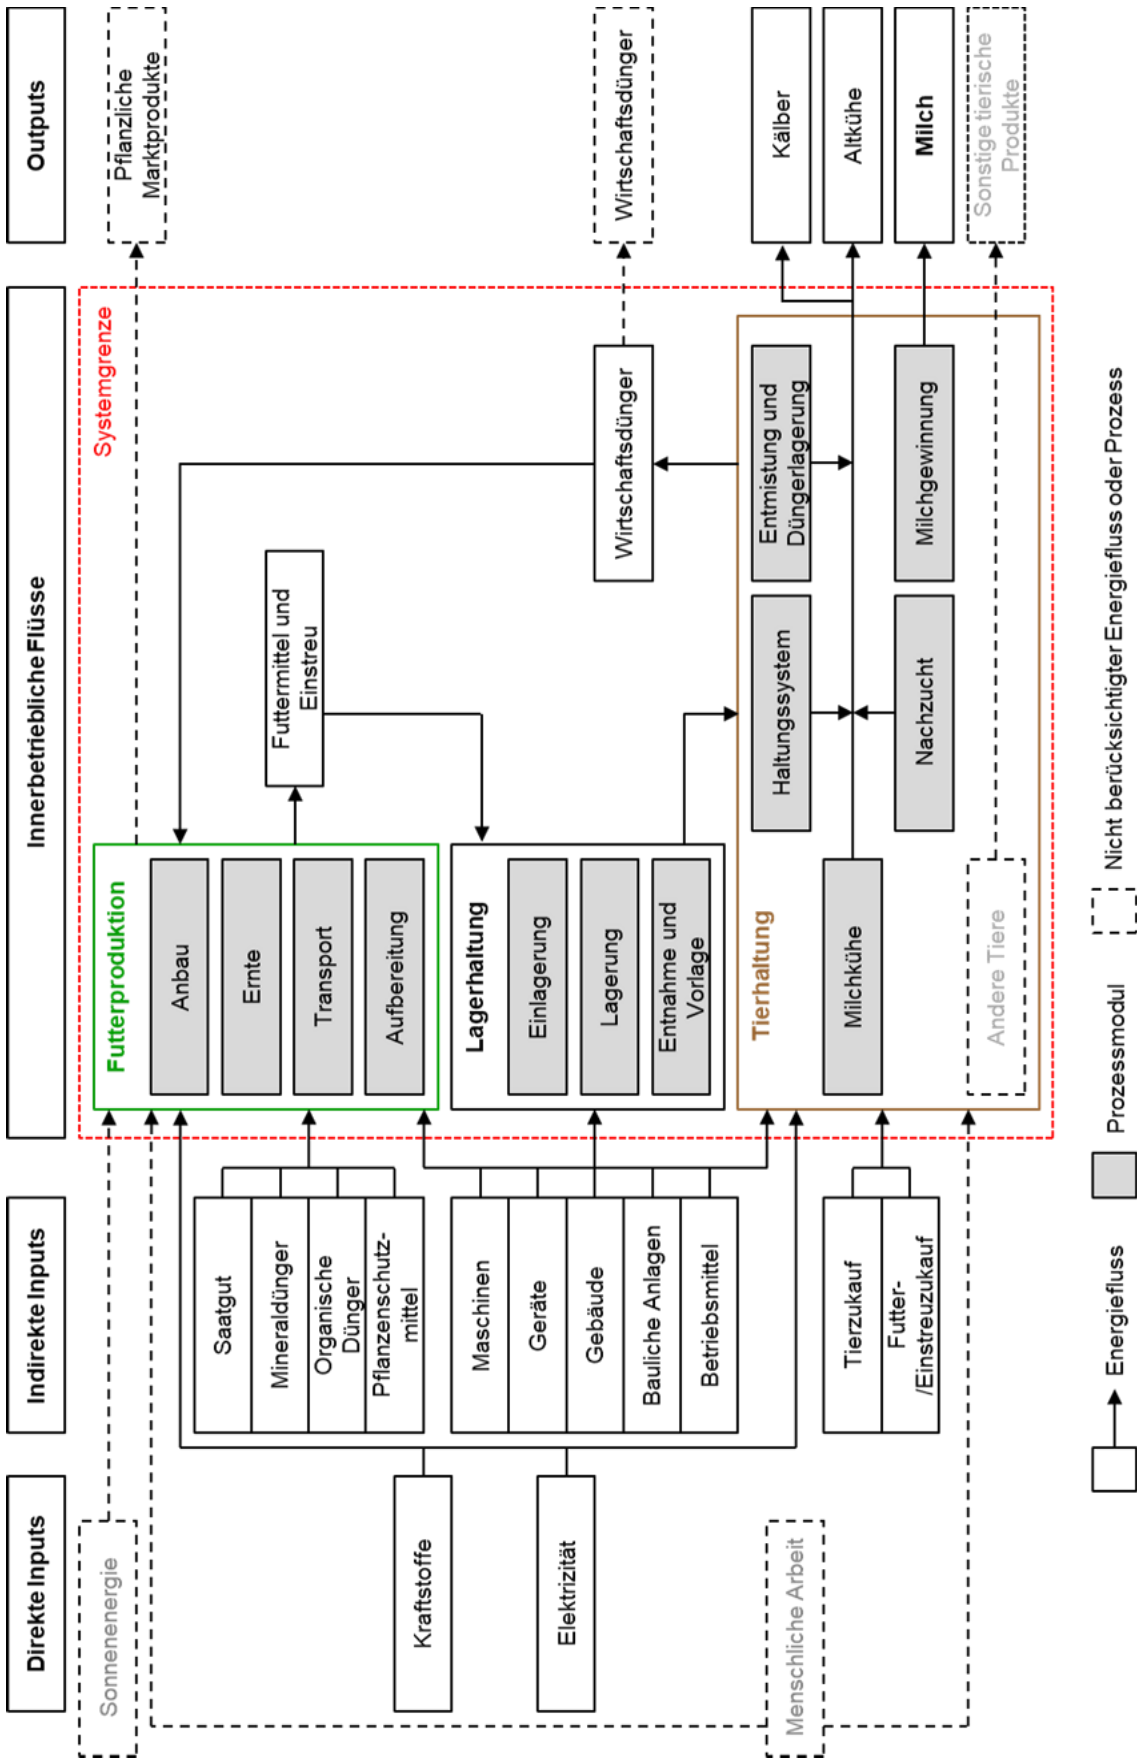 Direkte Inputs
Indirekte Inputs
Innerbetriebliche Flüsse
Outputs
Sonnenenergie
Kraftstoffe
Elektrizität
Menschliche Arbeit
Saatgut
Mineraldünger
Organische
Dünger
Pflanzenschutz-
mittel
Maschinen
Geräte
Gebäude
Bauliche Anlagen
Betriebsmittel
Tierzukauf
Futter-
/Einstreuzukauf
Systemgrenze
Futterproduktion
Anbau
Ernte
Transport
Aufbereitung
Futtermittel und
Einstreu
Lagerhaltung
Einlagerung
Lagerung
Entnahme und
Vorlage
Wirtschaftsdünger
Tierhaltung
Milchkühe
Haltungssystem
Entmistung und
Düngerlagerung
Nachzucht
Milchgewinnung
Andere Tiere
Pflanzliche
Marktprodukte
Wirtschaftsdünger
Kälber
Altkühe
Milch
Sonstige tierische
Produkte
Energiefluss
Prozessmodul
Nicht berücksichtigter Energiefluss oder Prozess